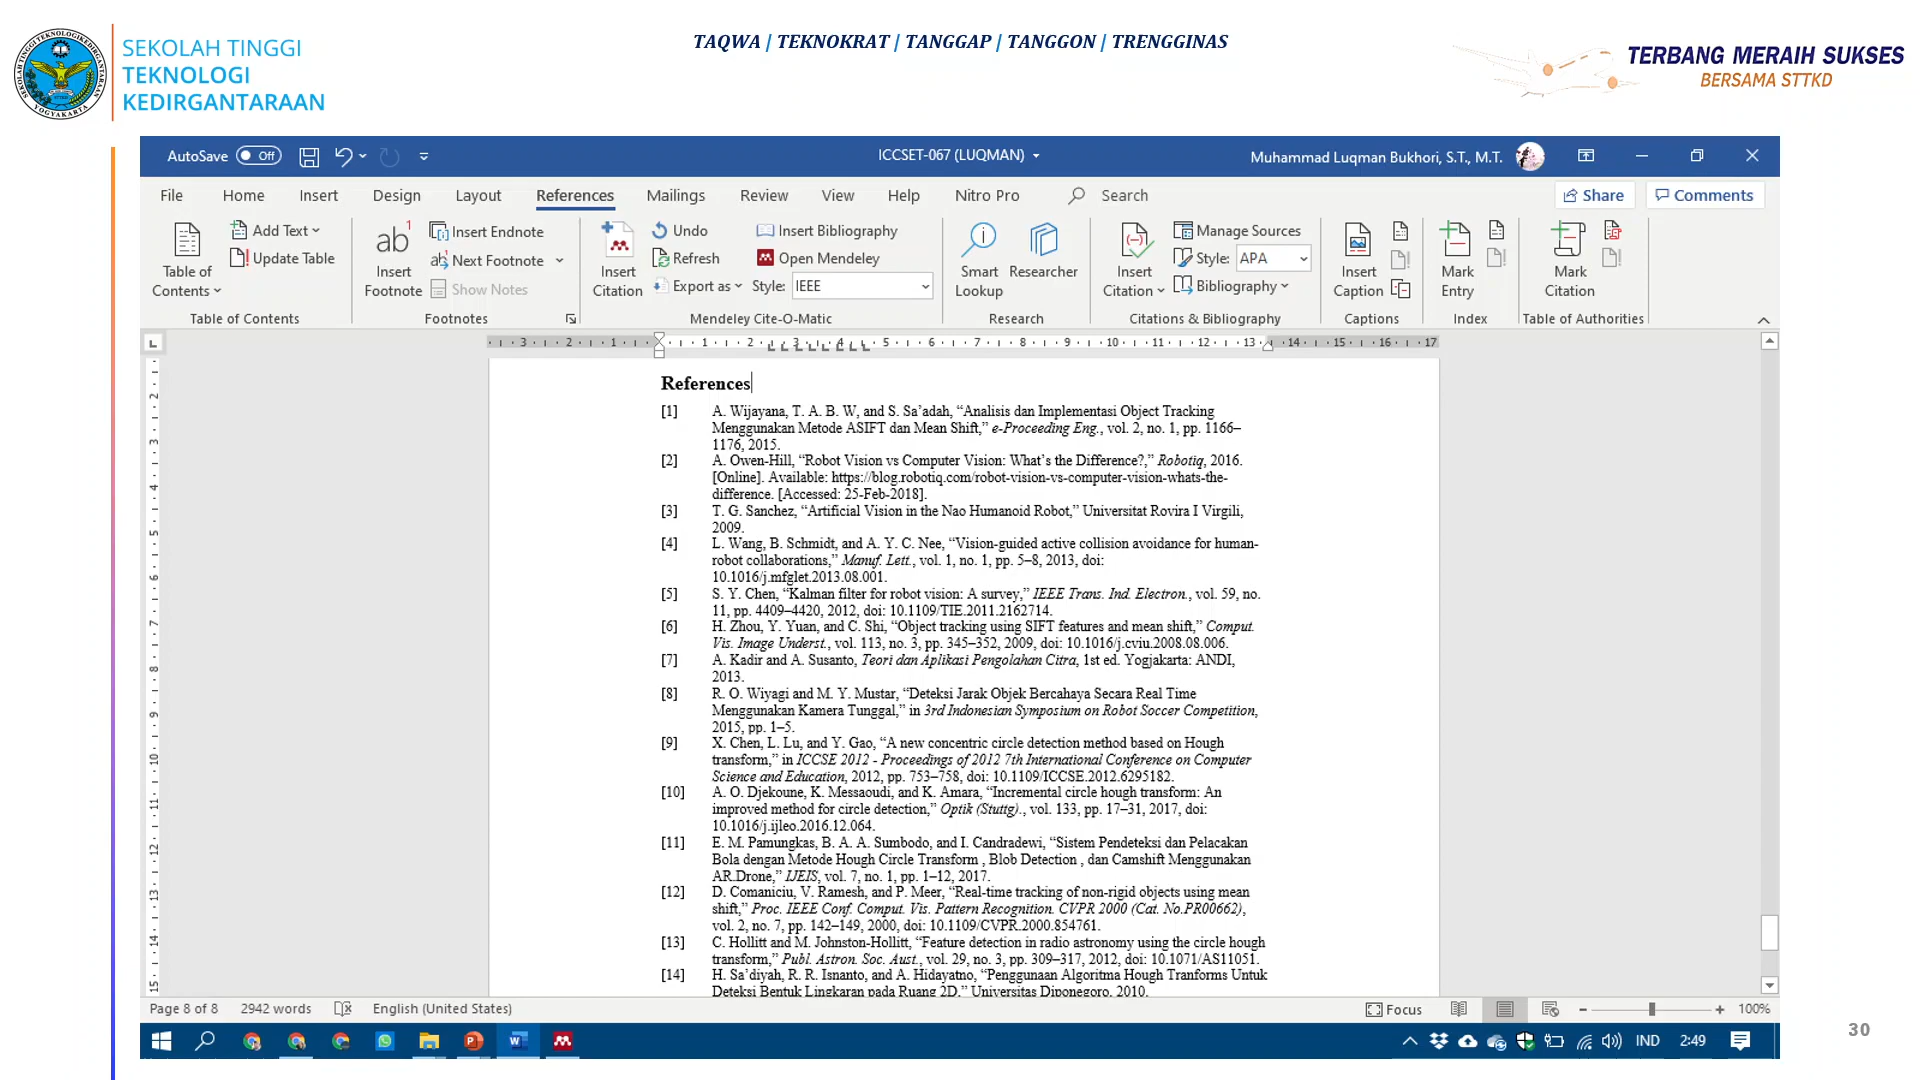 SEKOLAH TINGGI
TEKNOLOGI
KEDIRGANTARAAN
TAQWA | TEKNOKRAT | TANGGAP | TANGGON | TRENGGINAS
TERBANG MERAIH SUKSES
BERSAMA STTKD
AutoSave Off
ICCSET-067 (LUQMAN)
Muhammad Luqman Bukhori, S.T., M.T.
File Home Insert Design Layout References Mailings Review View Help Nitro Pro Search Share Comments
Table of Contents
Add Text
Update Table
Table of Contents
ab1
Insert Footnote
Insert Endnote
Next Footnote
Show Notes
Footnotes
Insert Citation
Undo
Refresh
Export as
Insert Bibliography
Open Mendeley
Style: IEEE
Mendeley Cite-O-Matic
Smart Lookup
Researcher
Research
Insert Citation
Manage Sources
Style: APA
Bibliography
Citations & Bibliography
Insert Caption
Captions
Mark Entry
Index
Mark Citation
Table of Authorities
3 2 1 1 2 3 4 5 6 7 8 9 10 11 12 13 14 15 16 17
References
[1] A. Wijayana, T. A. B. W, and S. Sa’adah, “Analisis dan Implementasi Object Tracking
Menggunakan Metode ASIFT dan Mean Shift,” e-Proceeding Eng., vol. 2, no. 1, pp. 1166–
1176, 2015.
[2] A. Owen-Hill, “Robot Vision vs Computer Vision: What’s the Difference?,” Robotiq, 2016.
[Online]. Available: https://blog.robotiq.com/robot-vision-vs-computer-vision-whats-the-
difference. [Accessed: 25-Feb-2018].
[3] T. G. Sanchez, “Artificial Vision in the Nao Humanoid Robot,” Universitat Rovira I Virgili,
2009.
[4] L. Wang, B. Schmidt, and A. Y. C. Nee, “Vision-guided active collision avoidance for human-
robot collaborations,” Manuf. Lett., vol. 1, no. 1, pp. 5–8, 2013, doi:
10.1016/j.mfglet.2013.08.001.
[5] S. Y. Chen, “Kalman filter for robot vision: A survey,” IEEE Trans. Ind. Electron., vol. 59, no.
11, pp. 4409–4420, 2012, doi: 10.1109/TIE.2011.2162714.
[6] H. Zhou, Y. Yuan, and C. Shi, “Object tracking using SIFT features and mean shift,” Comput.
Vis. Image Underst., vol. 113, no. 3, pp. 345–352, 2009, doi: 10.1016/j.cviu.2008.08.006.
[7] A. Kadir and A. Susanto, Teori dan Aplikasi Pengolahan Citra, 1st ed. Yogjakarta: ANDI,
2013.
[8] R. O. Wiyagi and M. Y. Mustar, “Deteksi Jarak Objek Bercahaya Secara Real Time
Menggunakan Kamera Tunggal,” in 3rd Indonesian Symposium on Robot Soccer Competition,
2015, pp. 1–5.
[9] X. Chen, L. Lu, and Y. Gao, “A new concentric circle detection method based on Hough
transform,” in ICCSE 2012 - Proceedings of 2012 7th International Conference on Computer
Science and Education, 2012, pp. 753–758, doi: 10.1109/ICCSE.2012.6295182.
[10] A. O. Djekoune, K. Messaoudi, and K. Amara, “Incremental circle hough transform: An
improved method for circle detection,” Optik (Stuttg)., vol. 133, pp. 17–31, 2017, doi:
10.1016/j.ijleo.2016.12.064.
[11] E. M. Pamungkas, B. A. A. Sumbodo, and I. Candradewi, “Sistem Pendeteksi dan Pelacakan
Bola dengan Metode Hough Circle Transform , Blob Detection , dan Camshift Menggunakan
AR.Drone,” IJEIS, vol. 7, no. 1, pp. 1–12, 2017.
[12] D. Comaniciu, V. Ramesh, and P. Meer, “Real-time tracking of non-rigid objects using mean
shift,” Proc. IEEE Conf. Comput. Vis. Pattern Recognition. CVPR 2000 (Cat. No.PR00662),
vol. 2, no. 7, pp. 142–149, 2000, doi: 10.1109/CVPR.2000.854761.
[13] C. Hollitt and M. Johnston-Hollitt, “Feature detection in radio astronomy using the circle hough
transform,” Publ. Astron. Soc. Aust., vol. 29, no. 3, pp. 309–317, 2012, doi: 10.1071/AS11051.
[14] H. Sa’diyah, R. R. Isnanto, and A. Hidayatno, “Penggunaan Algoritma Hough Tranforms Untuk
Deteksi Bentuk Lingkaran pada Ruang 2D,” Universitas Diponegoro, 2010.
Page 8 of 8 2942 words English (United States) Focus 100%
IND 2:49
30